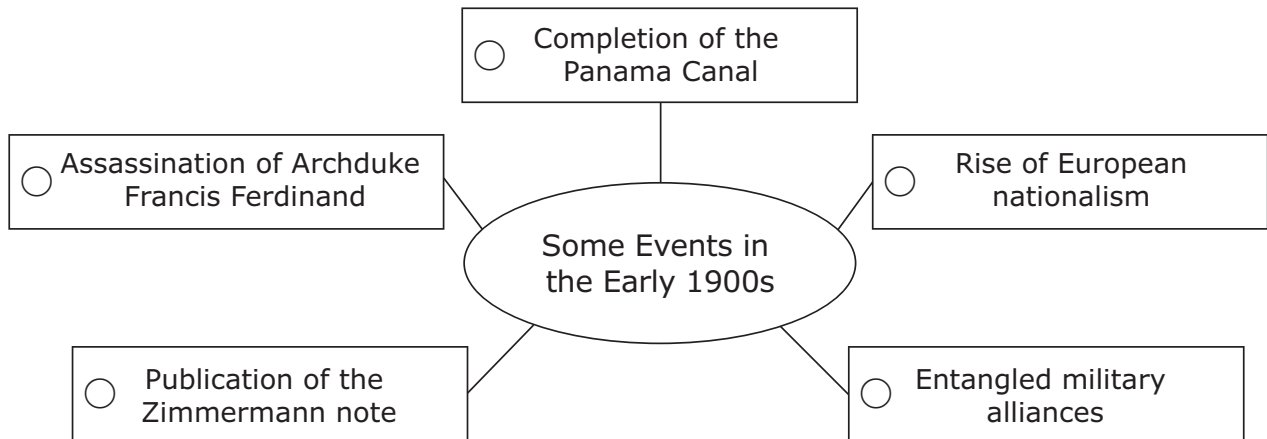 Completion of the
Panama Canal
Assassination of Archduke
Francis Ferdinand
Rise of European
nationalism
Some Events in
the Early 1900s
Publication of the
Zimmermann note
Entangled military
alliances